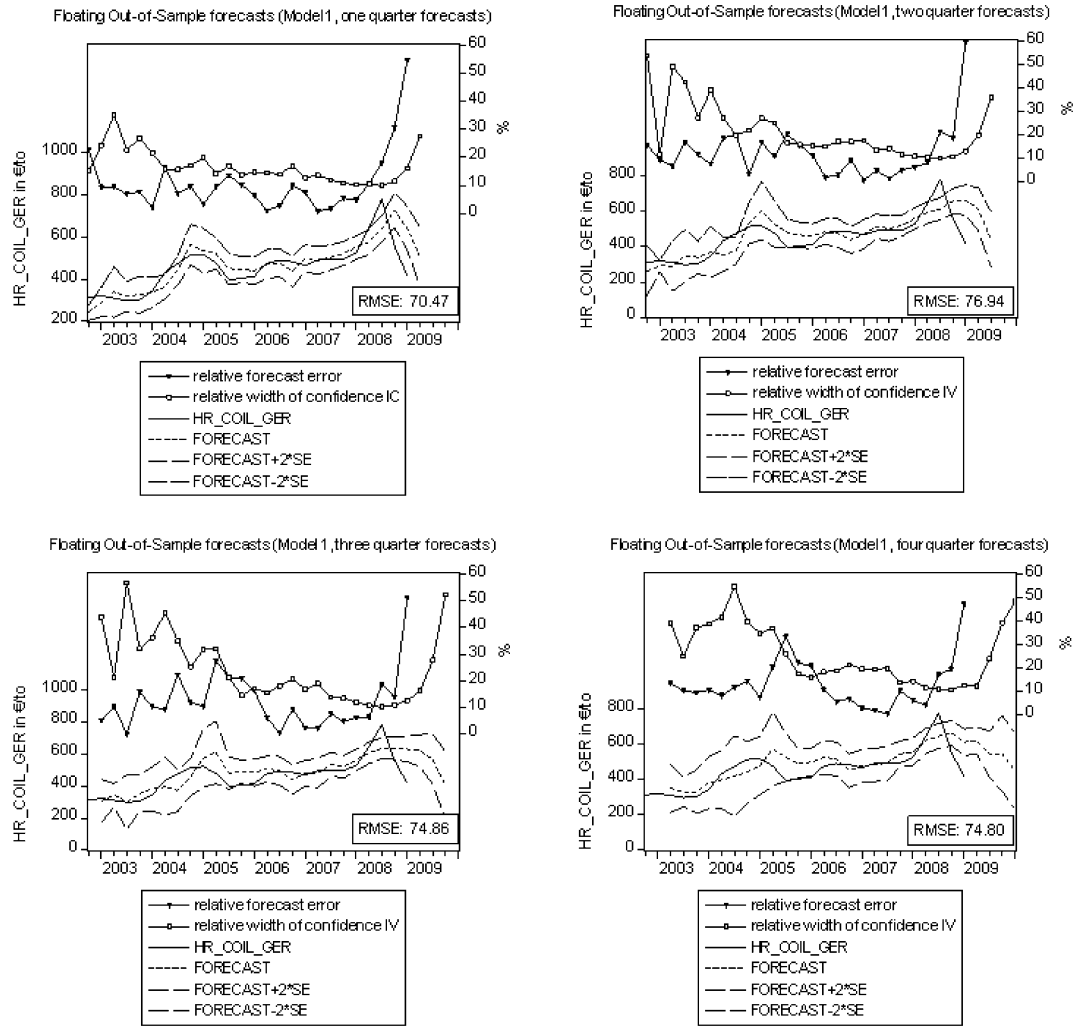 Floating Out-of-Sample forecasts (Model1, one quarter forecasts)
60
50
40
30
20
10
0
%
1000
800
600
400
200
HR_COIL_GER in €/to
RMSE: 70.47
2003 2004 2005 2006 2007 2008 2009
relative forecast error
relative width of confidence IC
HR_COIL_GER
FORECAST
FORECAST+2*SE
FORECAST-2*SE
Floating Out-of-Sample forecasts (Model1, two quarter forecasts)
60
50
40
30
20
10
0
%
800
600
400
200
0
HR_COIL_GER in €/to
RMSE: 76.94
2003 2004 2005 2006 2007 2008 2009
relative forecast error
relative width of confidence IV
HR_COIL_GER
FORECAST
FORECAST+2*SE
FORECAST-2*SE
Floating Out-of-Sample forecasts (Model1, three quarter forecasts)
60
50
40
30
20
10
0
%
1000
800
600
400
200
0
HR_COIL_GER in €/to
RMSE: 74.86
2003 2004 2005 2006 2007 2008 2009
relative forecast error
relative width of confidence IV
HR_COIL_GER
FORECAST
FORECAST+2*SE
FORECAST-2*SE
Floating Out-of-Sample forecasts (Model1, four quarter forecasts)
60
50
40
30
20
10
0
%
800
600
400
200
0
HR_COIL_GER in €/to
RMSE: 74.80
2003 2004 2005 2006 2007 2008 2009
relative forecast error
relative width of confidence IV
HR_COIL_GER
FORECAST
FORECAST+2*SE
FORECAST-2*SE